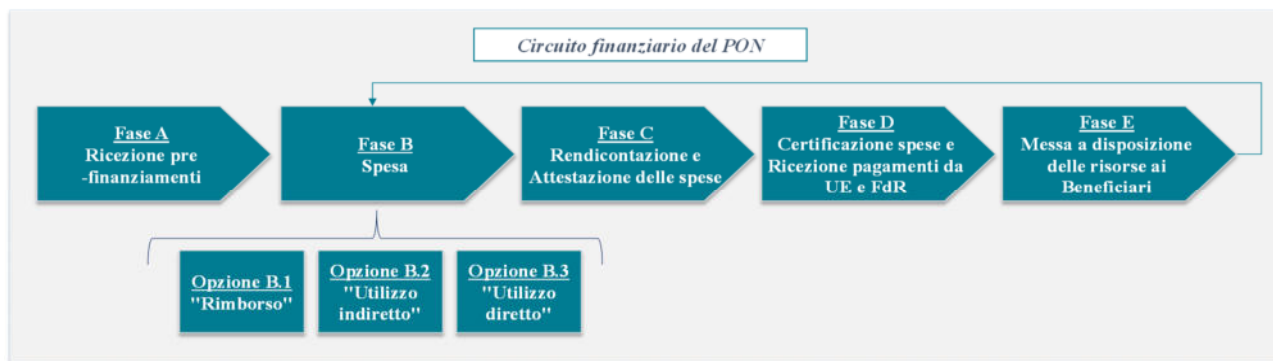 Circuito finanziario del PON
Fase A
Ricezione pre
-finanziamenti
Fase B
Spesa
Fase C
Rendicontazione e
Attestazione delle spese
Fase D
Certificazione spese e
Ricezione pagamenti da
UE e FdR
Fase E
Messa a disposizione
delle risorse ai
Beneficiari
Opzione B.1
"Rimborso"
Opzione B.2
"Utilizzo
indiretto"
Opzione B.3
"Utilizzo
diretto"